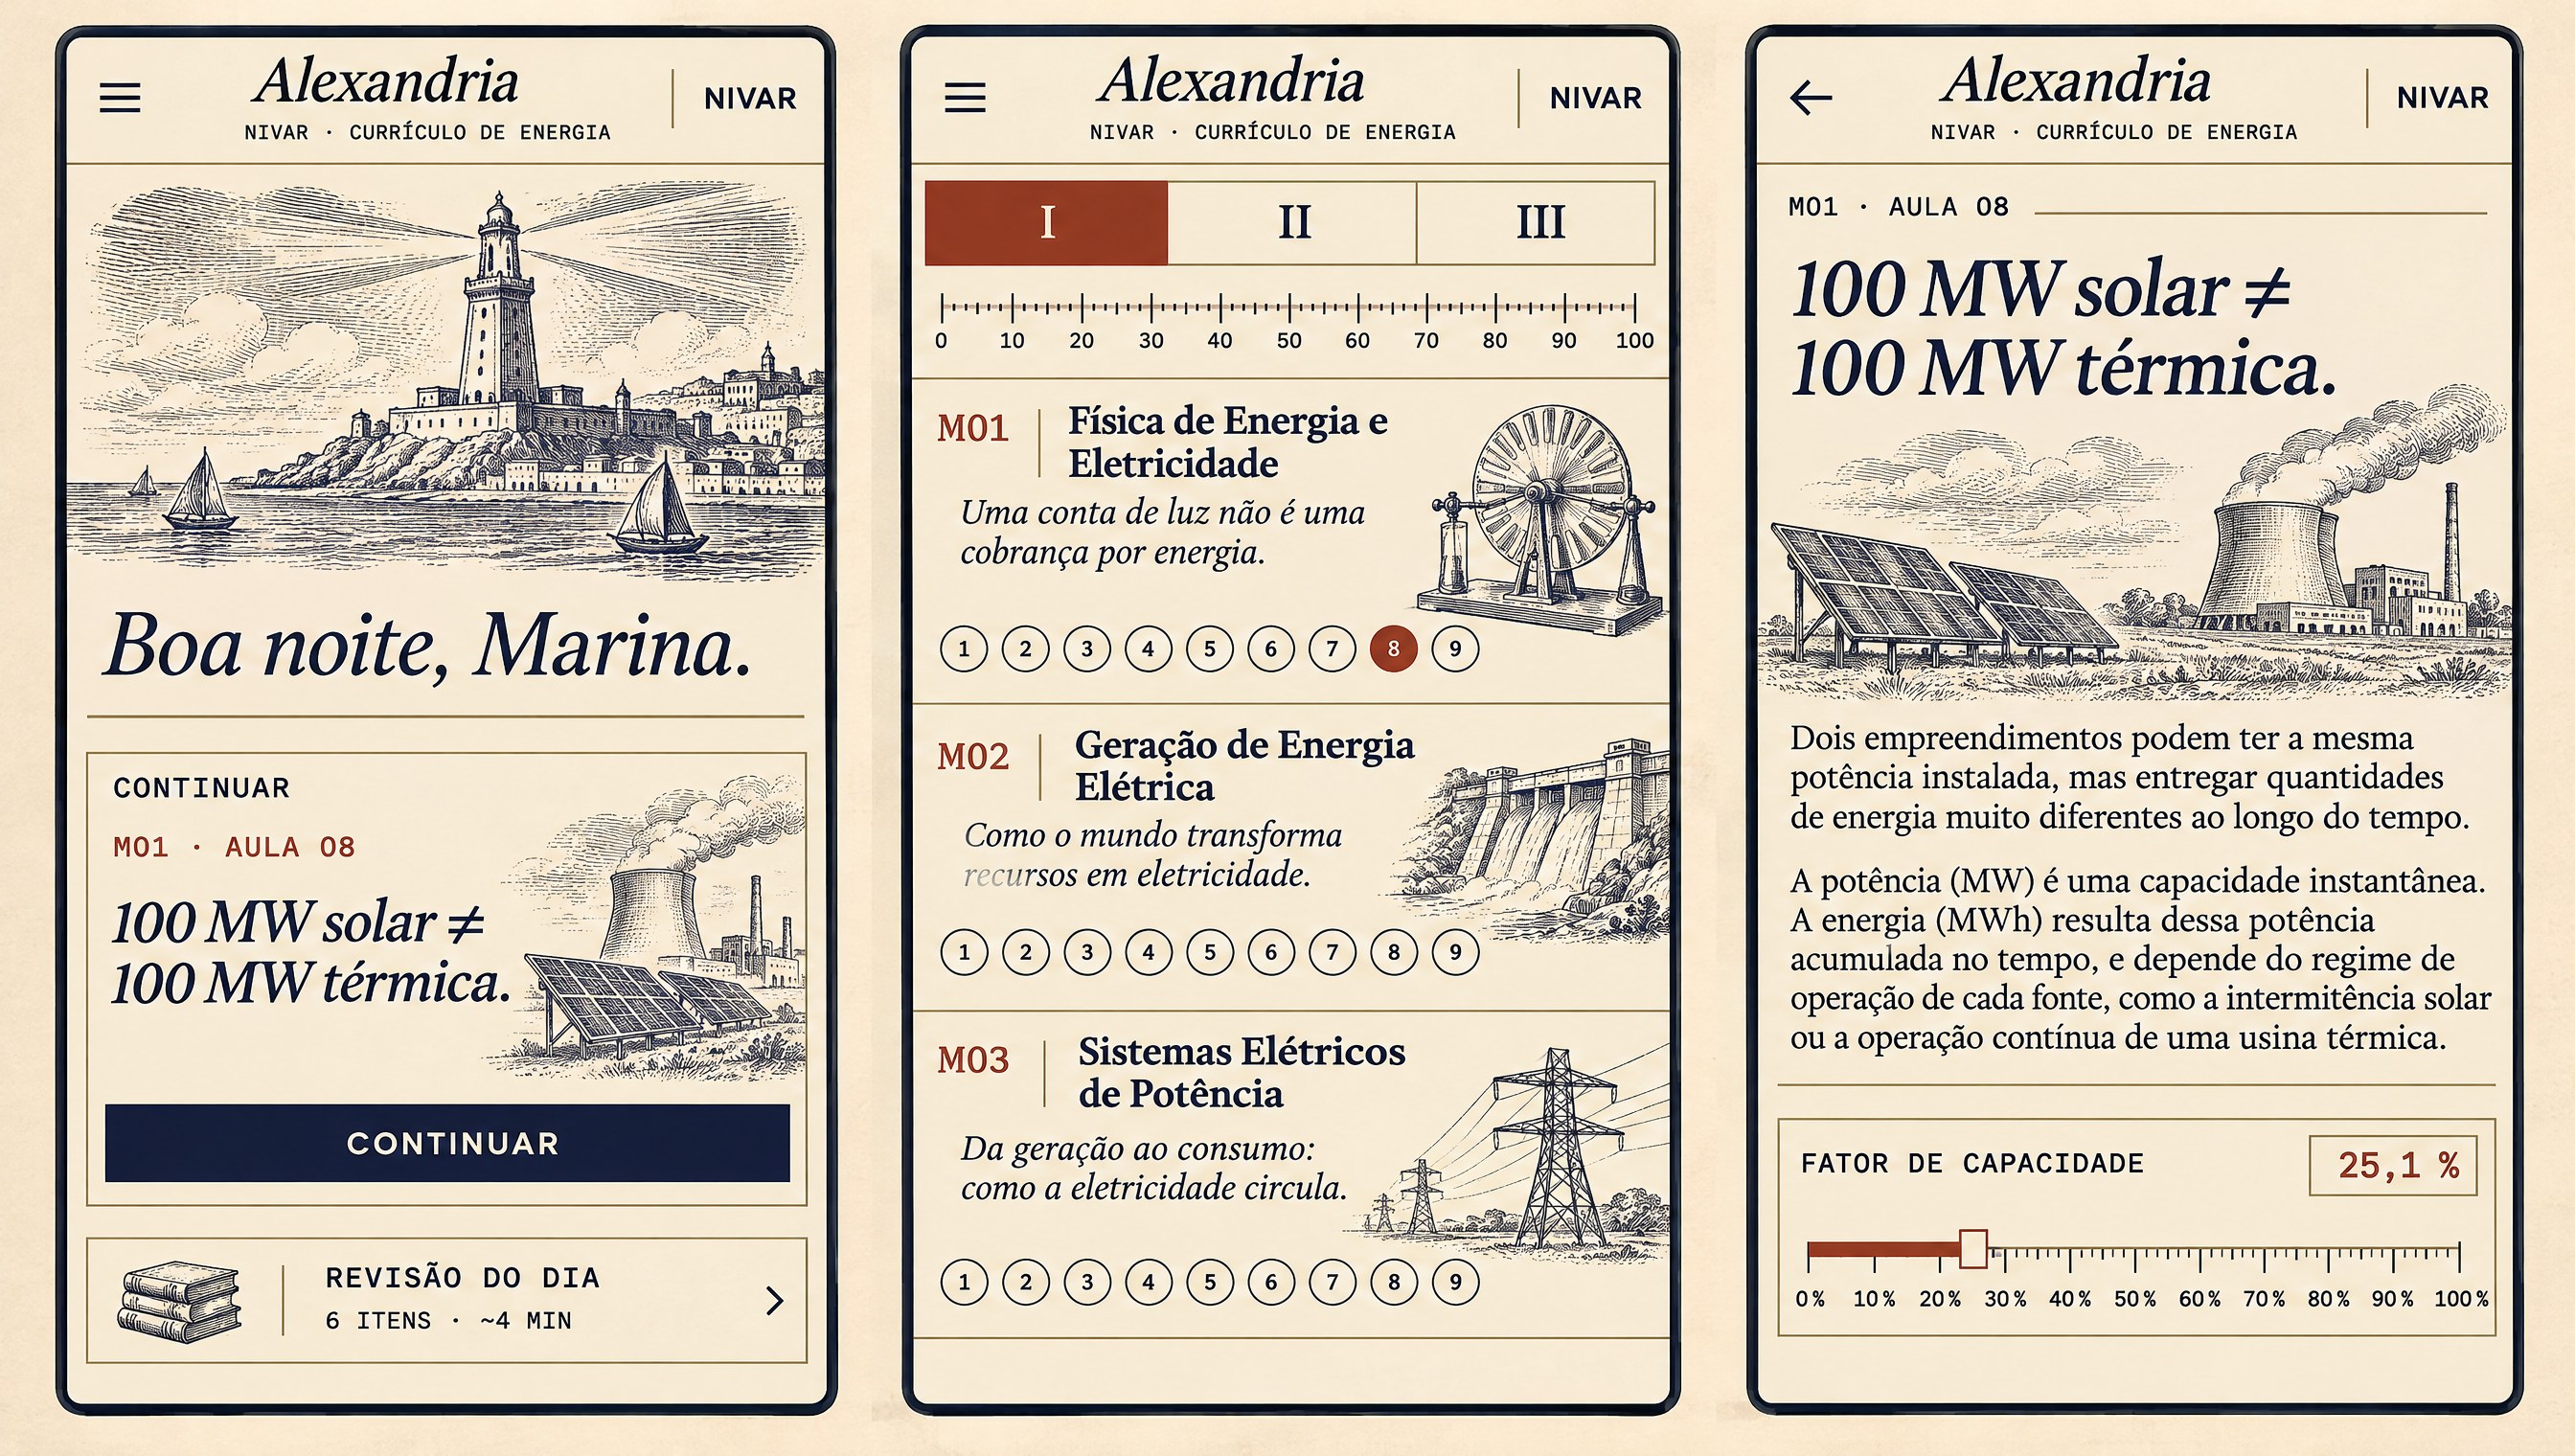 Alexandria
NIVAR
NIVAR · CURRÍCULO DE ENERGIA
Boa noite, Marina.
CONTINUAR
M01 · AULA 08
100 MW solar ≠
100 MW térmica.
CONTINUAR
REVISÃO DO DIA
6 ITENS · ~4 MIN
Alexandria
NIVAR
NIVAR · CURRÍCULO DE ENERGIA
I II III
0 10 20 30 40 50 60 70 80 90 100
M01
Física de Energia e
Eletricidade
Uma conta de luz não é uma
cobrança por energia.
1 2 3 4 5 6 7 8 9
M02
Geração de Energia
Elétrica
Como o mundo transforma
recursos em eletricidade.
1 2 3 4 5 6 7 8 9
M03
Sistemas Elétricos
de Potência
Da geração ao consumo:
como a eletricidade circula.
1 2 3 4 5 6 7 8 9
Alexandria
NIVAR
NIVAR · CURRÍCULO DE ENERGIA
M01 · AULA 08
100 MW solar ≠
100 MW térmica.
Dois empreendimentos podem ter a mesma
potência instalada, mas entregar quantidades
de energia muito diferentes ao longo do tempo.
A potência (MW) é uma capacidade instantânea.
A energia (MWh) resulta dessa potência
acumulada no tempo, e depende do regime de
operação de cada fonte, como a intermitência solar
ou a operação contínua de uma usina térmica.
FATOR DE CAPACIDADE
25,1 %
0% 10% 20% 30% 40% 50% 60% 70% 80% 90% 100%